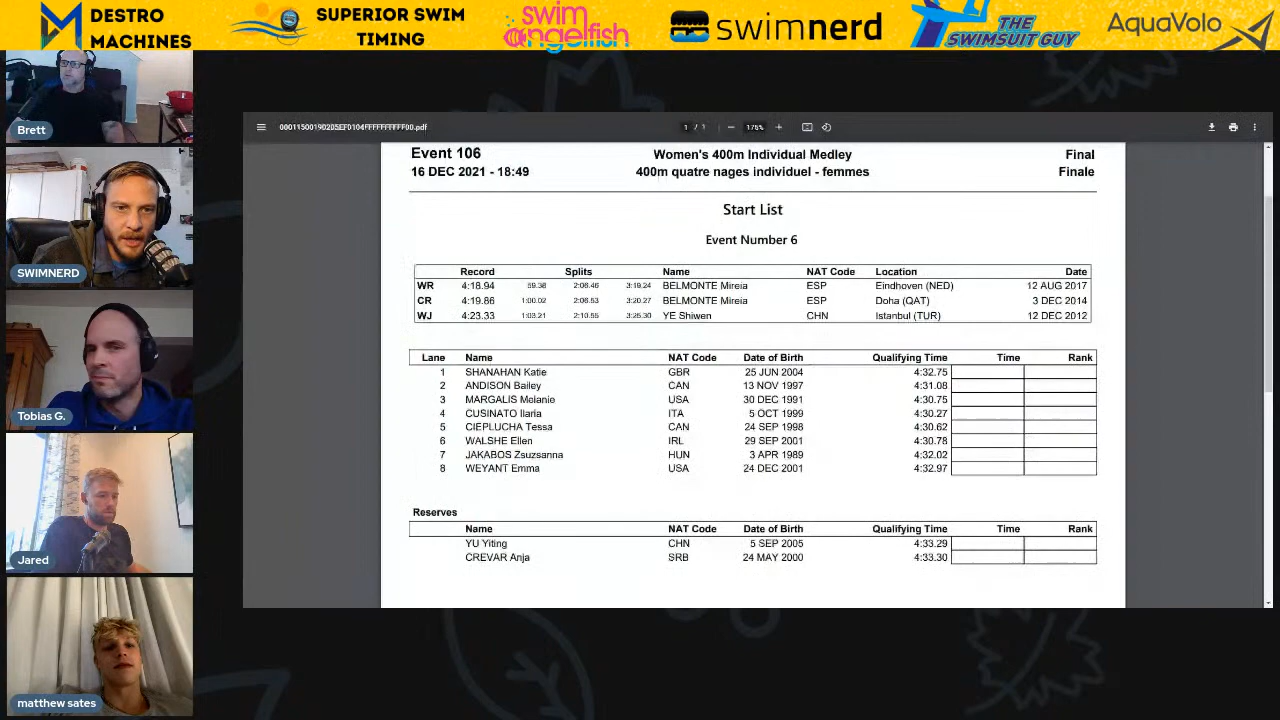 DESTRO MACHINES
SUPERIOR SWIM TIMING
swim angelfish
swimnerd
THE SWIMSUIT GUY
AquaVolo
Brett
SWIMNERD
Tobias G.
Jared
matthew sates
00011500190205EF0104FFFFFFFFFF00.pdf 1 / 1 − 175% +
Event 106 Women's 400m Individual Medley Final
16 DEC 2021 - 18:49 400m quatre nages individuel - femmes Finale
Start List
Event Number 6
Record Splits Name NAT Code Location Date
WR 4:18.94 59.38 2:06.46 3:19.24 BELMONTE Mireia ESP Eindhoven (NED) 12 AUG 2017
CR 4:19.86 1:00.02 2:06.53 3:20.27 BELMONTE Mireia ESP Doha (QAT) 3 DEC 2014
WJ 4:23.33 1:03.21 2:10.55 3:25.30 YE Shiwen CHN Istanbul (TUR) 12 DEC 2012
Lane Name NAT Code Date of Birth Qualifying Time Time Rank
1 SHANAHAN Katie GBR 25 JUN 2004 4:32.75
2 ANDISON Bailey CAN 13 NOV 1997 4:31.08
3 MARGALIS Melanie USA 30 DEC 1991 4:30.75
4 CUSINATO Ilaria ITA 5 OCT 1999 4:30.27
5 CIEPLUCHA Tessa CAN 24 SEP 1998 4:30.62
6 WALSHE Ellen IRL 29 SEP 2001 4:30.78
7 JAKABOS Zsuzsanna HUN 3 APR 1989 4:32.02
8 WEYANT Emma USA 24 DEC 2001 4:32.97
Reserves
Name NAT Code Date of Birth Qualifying Time Time Rank
YU Yiting CHN 5 SEP 2005 4:33.29
CREVAR Anja SRB 24 MAY 2000 4:33.30